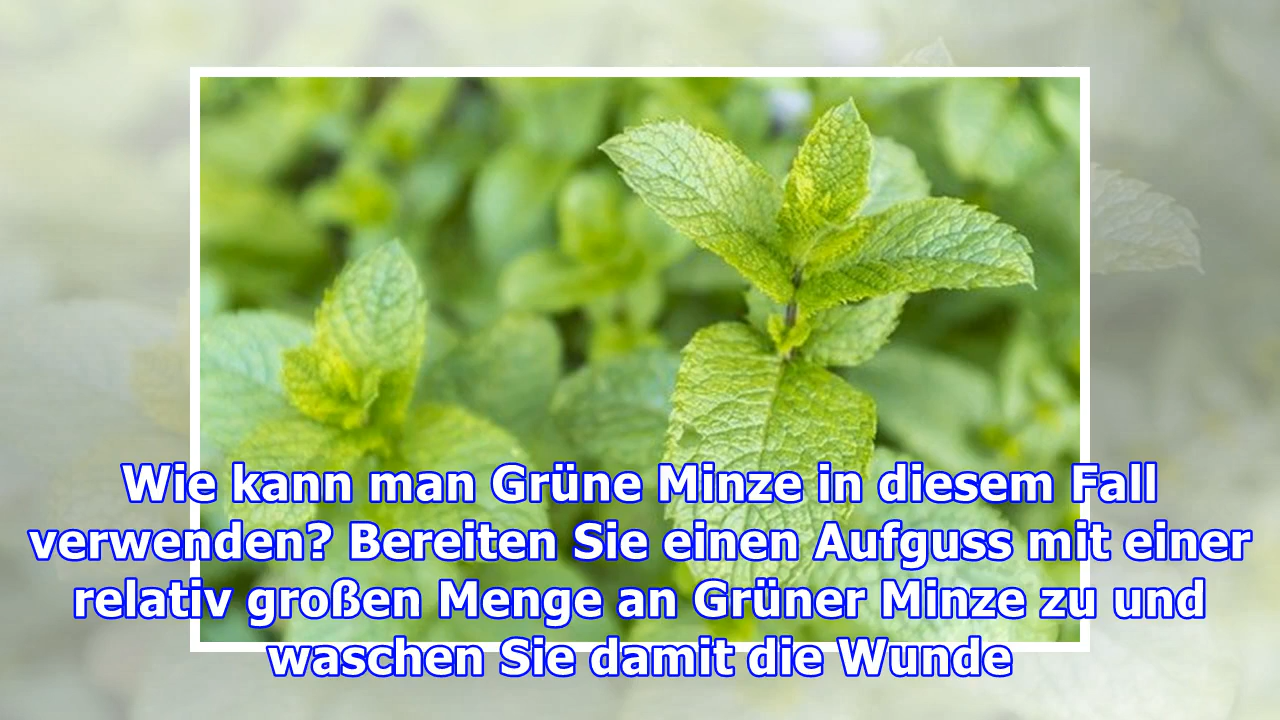 Wie kann man Grüne Minze in diesem Fall
verwenden? Bereiten Sie einen Aufguss mit einer
relativ großen Menge an Grüner Minze zu und
waschen Sie damit die Wunde